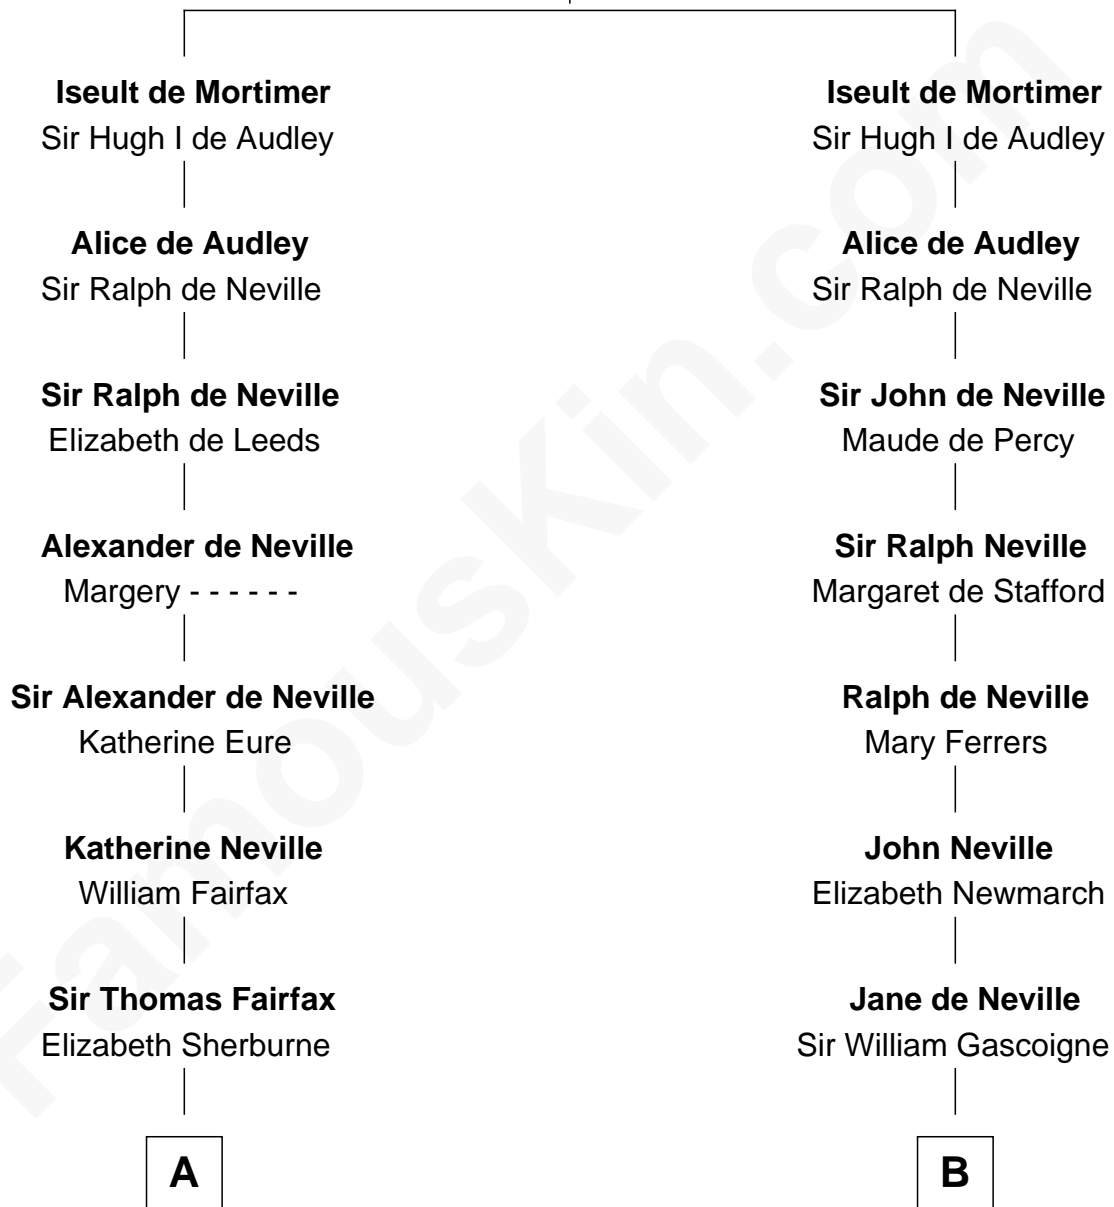 Iseult de Mortimer
Sir Hugh I de Audley
Alice de Audley
Sir Ralph de Neville
Sir Ralph de Neville
Elizabeth de Leeds
Alexander de Neville
Margery - - - - - -
Sir Alexander de Neville
Katherine Eure
Katherine Neville
William Fairfax
Sir Thomas Fairfax
Elizabeth Sherburne
A
Iseult de Mortimer
Sir Hugh I de Audley
Alice de Audley
Sir Ralph de Neville
Sir John de Neville
Maude de Percy
Sir Ralph Neville
Margaret de Stafford
Ralph de Neville
Mary Ferrers
John Neville
Elizabeth Newmarch
Jane de Neville
Sir William Gascoigne
B
FamousKin.com